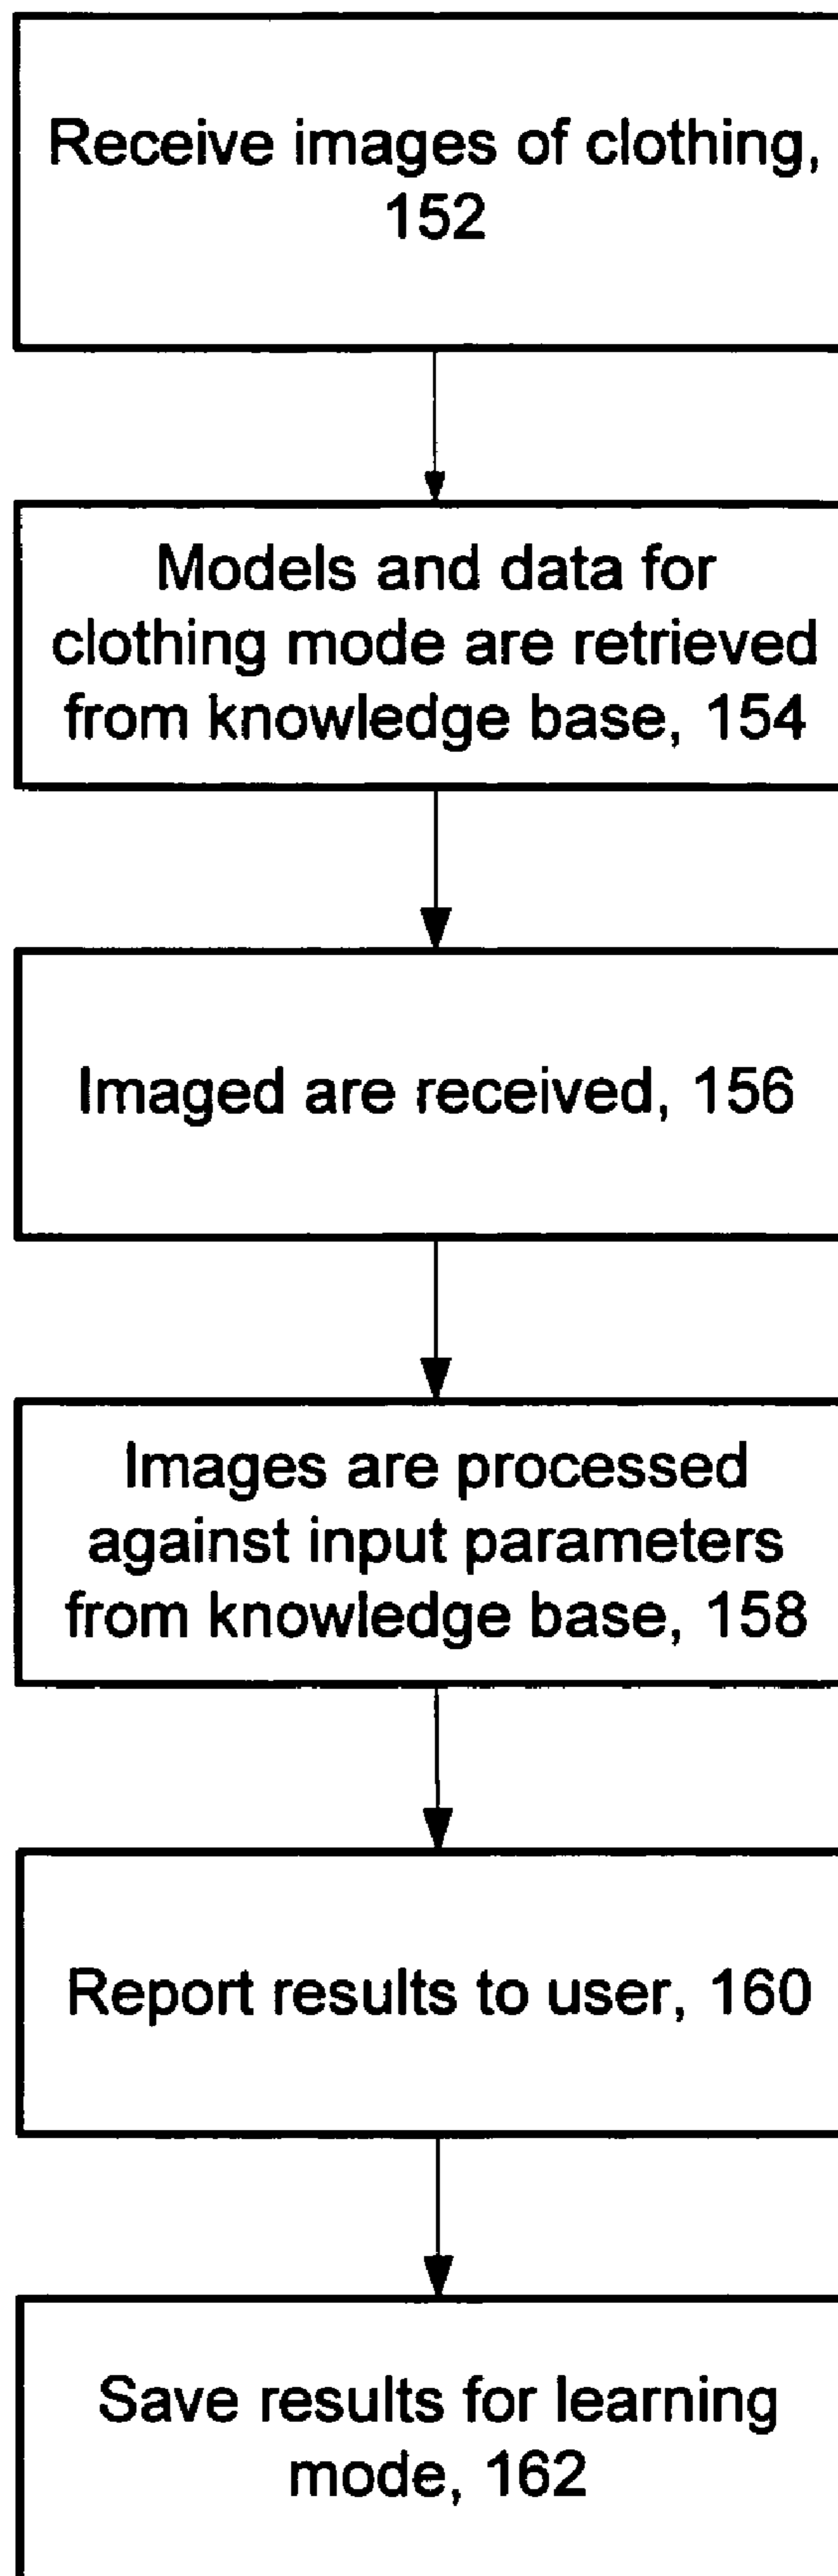 Receive images of clothing,
152
Models and data for
clothing mode are retrieved
from knowledge base, 154
Imaged are received, 156
Images are processed
against input parameters
from knowledge base, 158
Report results to user, 160
Save results for learning
mode, 162